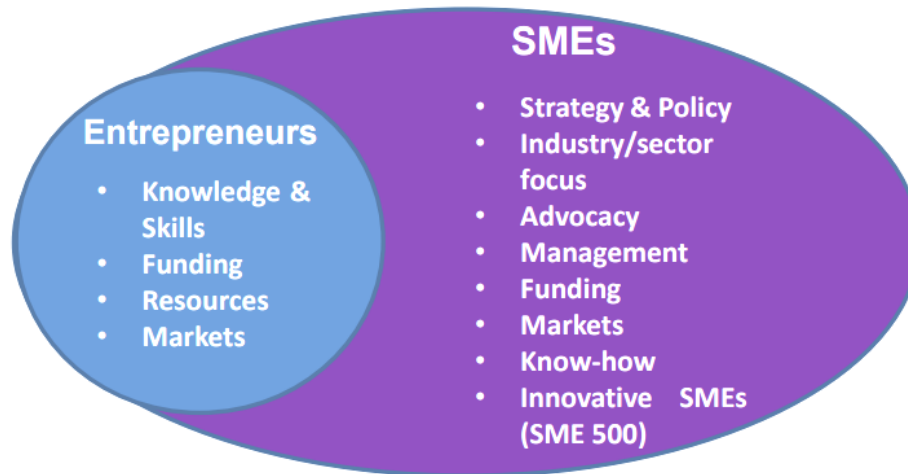 SMEs
• Strategy & Policy
• Industry/sector
focus
• Advocacy
• Management
• Funding
• Markets
• Know-how
• Innovative SMEs
(SME 500)
Entrepreneurs
• Knowledge &
Skills
• Funding
• Resources
• Markets